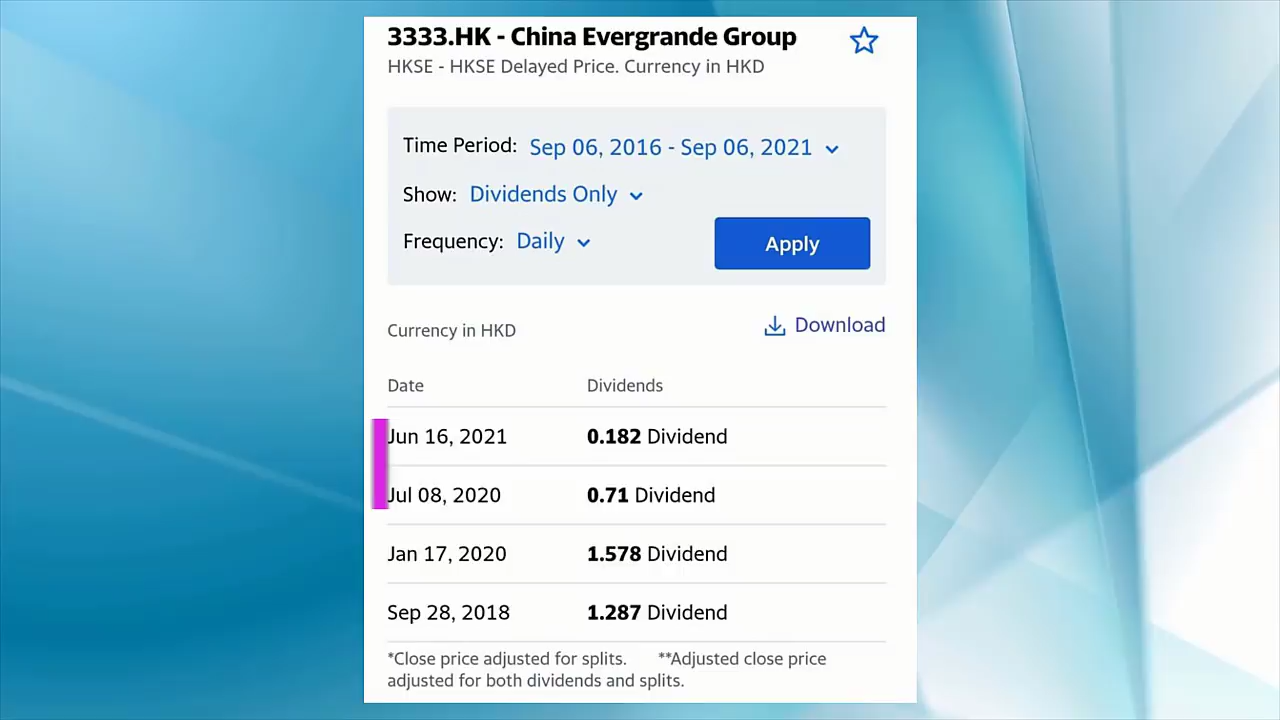 3333.HK - China Evergrande Group
HKSE - HKSE Delayed Price. Currency in HKD
Time Period: Sep 06, 2016 - Sep 06, 2021
Show: Dividends Only
Frequency: Daily
Apply
Currency in HKD
Download
Date Dividends
Jun 16, 2021 0.182 Dividend
Jul 08, 2020 0.71 Dividend
Jan 17, 2020 1.578 Dividend
Sep 28, 2018 1.287 Dividend
*Close price adjusted for splits. **Adjusted close price
adjusted for both dividends and splits.